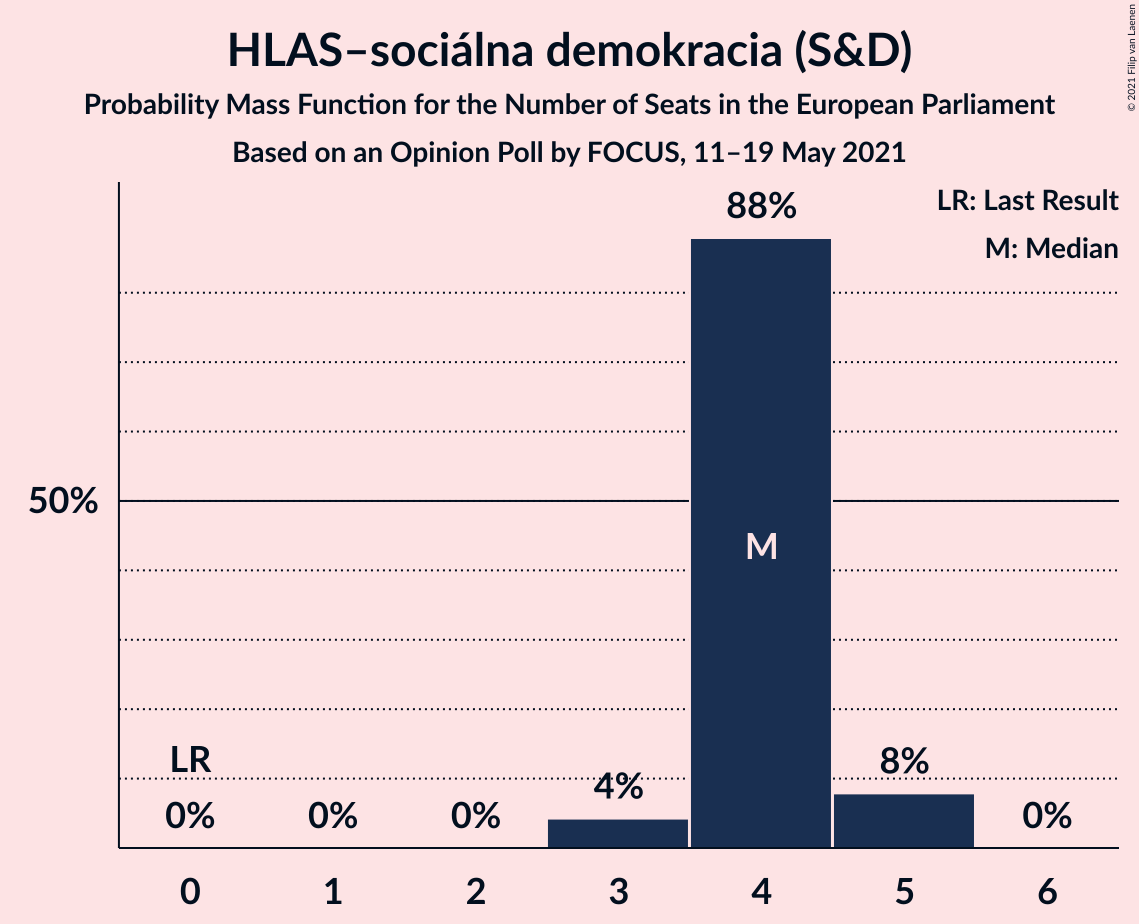 HLAS–sociálna demokracia (S&D)
Probability Mass Function for the Number of Seats in the European Parliament
Based on an Opinion Poll by FOCUS, 11–19 May 2021
© 2021 Filip van Laenen
LR: Last Result
M: Median
88%
50%
M
LR
0%
0%
0%
4%
8%
0%
0
1
2
3
4
5
6